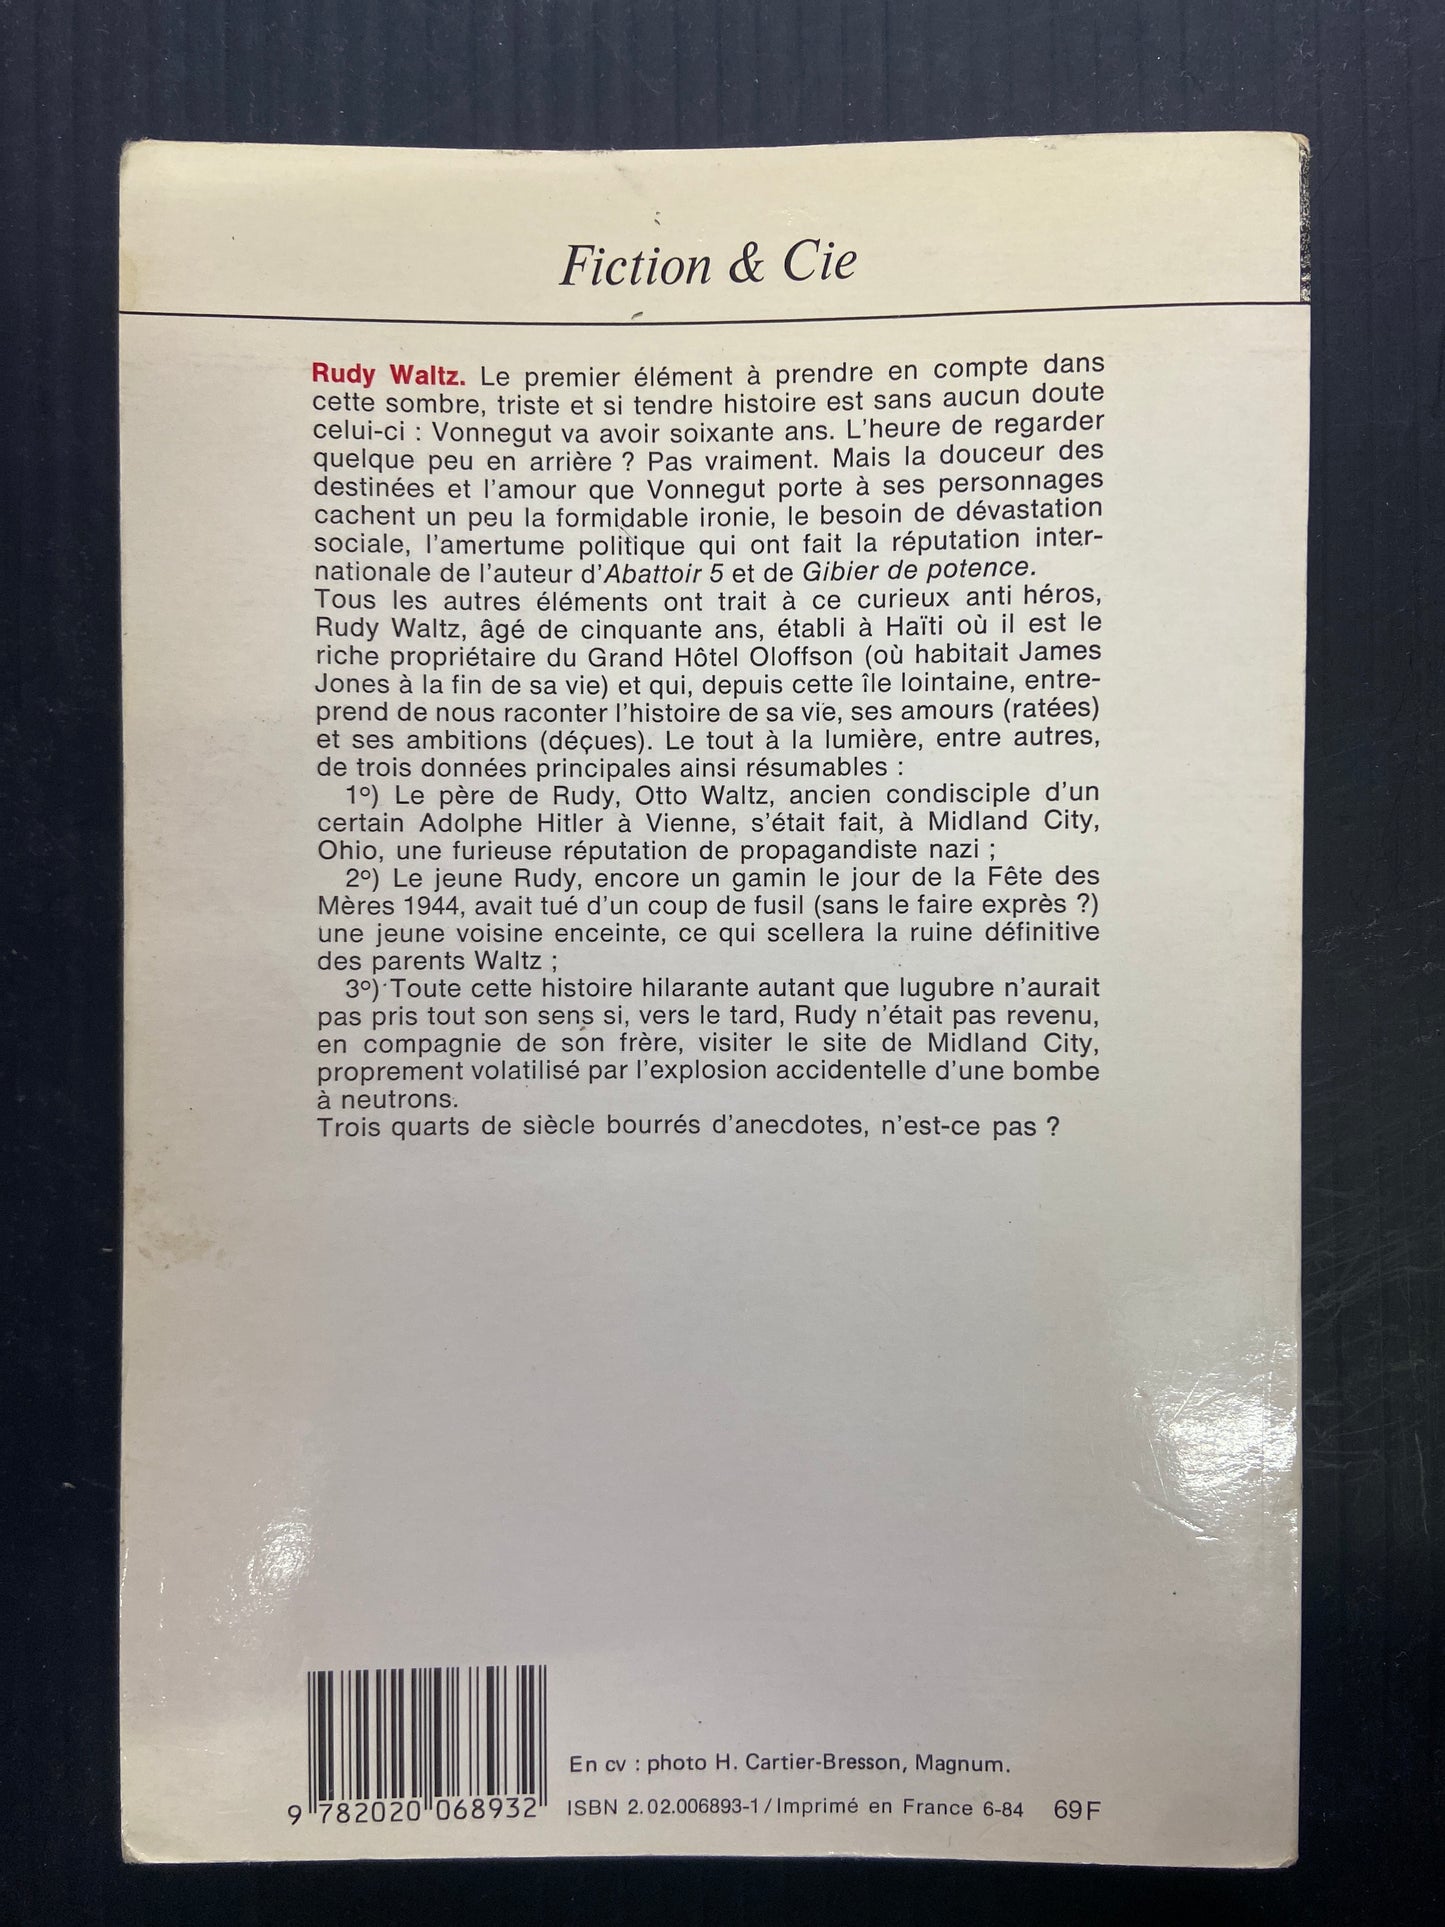 Fiction & Cie
Rudy Waltz. Le premier élément à prendre en compte dans
cette sombre, triste et si tendre histoire est sans aucun doute
celui-ci : Vonnegut va avoir soixante ans. L'heure de regarder
quelque peu en arrière ? Pas vraiment. Mais la douceur des
destinées et l'amour que Vonnegut porte à ses personnages
cachent un peu la formidable ironie, le besoin de dévastation
sociale, l'amertume politique qui ont fait la réputation inter-
nationale de l'auteur d'Abattoir 5 et de Gibier de potence.
Tous les autres éléments ont trait à ce curieux anti héros,
Rudy Waltz, âgé de cinquante ans, établi à Haïti où il est le
riche propriétaire du Grand Hôtel Oloffson (où habitait James
Jones à la fin de sa vie) et qui, depuis cette île lointaine, entre-
prend de nous raconter l'histoire de sa vie, ses amours (ratées)
et ses ambitions (déçues). Le tout à la lumière, entre autres,
de trois données principales ainsi résumables :
1º) Le père de Rudy, Otto Waltz, ancien condisciple d'un
certain Adolphe Hitler à Vienne, s'était fait, à Midland City,
Ohio, une furieuse réputation de propagandiste nazi ;
2º) Le jeune Rudy, encore un gamin le jour de la Fête des
Mères 1944, avait tué d'un coup de fusil (sans le faire exprès ?)
une jeune voisine enceinte, ce qui scellera la ruine définitive
des parents Waltz ;
3º) Toute cette histoire hilarante autant que lugubre n'aurait
pas pris tout son sens si, vers le tard, Rudy n'était pas revenu,
en compagnie de son frère, visiter le site de Midland City,
proprement volatilisé par l'explosion accidentelle d'une bombe
à neutrons.
Trois quarts de siècle bourrés d'anecdotes, n'est-ce pas ?
En cv : photo H. Cartier-Bresson, Magnum.
9 782020 068932
ISBN 2.02.006893-1 / Imprimé en France 6-84 69 F